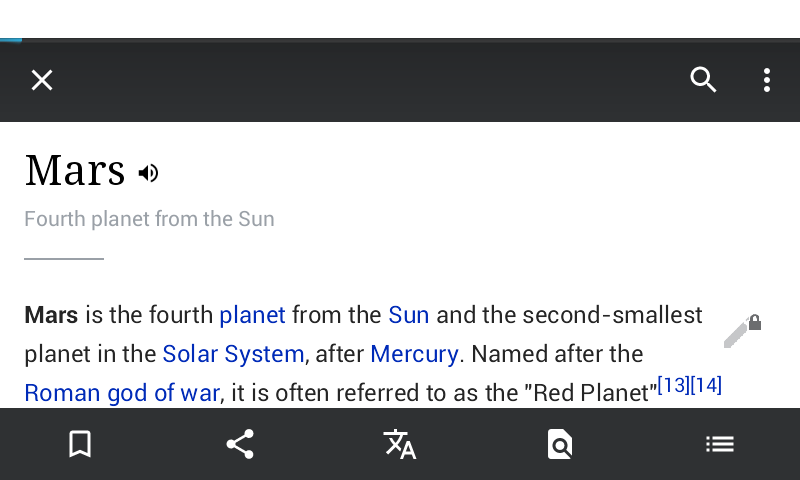 Mars
Fourth planet from the Sun
Mars is the fourth planet from the Sun and the second-smallest
planet in the Solar System, after Mercury. Named after the
Roman god of war, it is often referred to as the "Red Planet"[13][14]